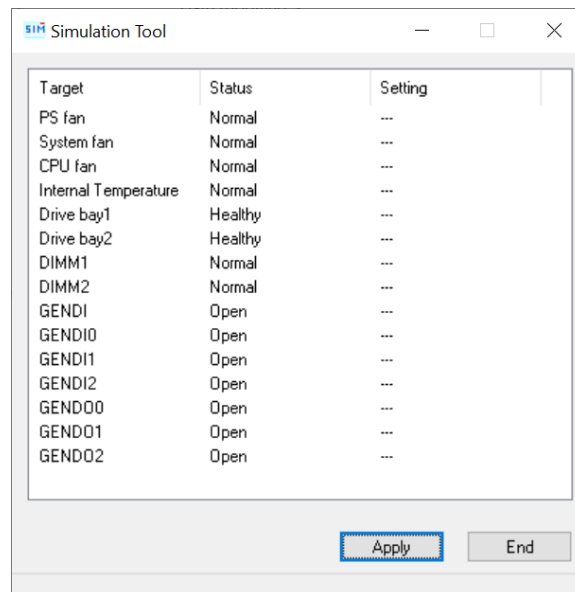 SIM Simulation Tool
Target Status Setting
PS fan Normal ---
System fan Normal ---
CPU fan Normal ---
Internal Temperature Normal ---
Drive bay1 Healthy ---
Drive bay2 Healthy ---
DIMM1 Normal ---
DIMM2 Normal ---
GENDI Open ---
GENDI0 Open ---
GENDI1 Open ---
GENDI2 Open ---
GENDO0 Open ---
GENDO1 Open ---
GENDO2 Open ---
Apply End